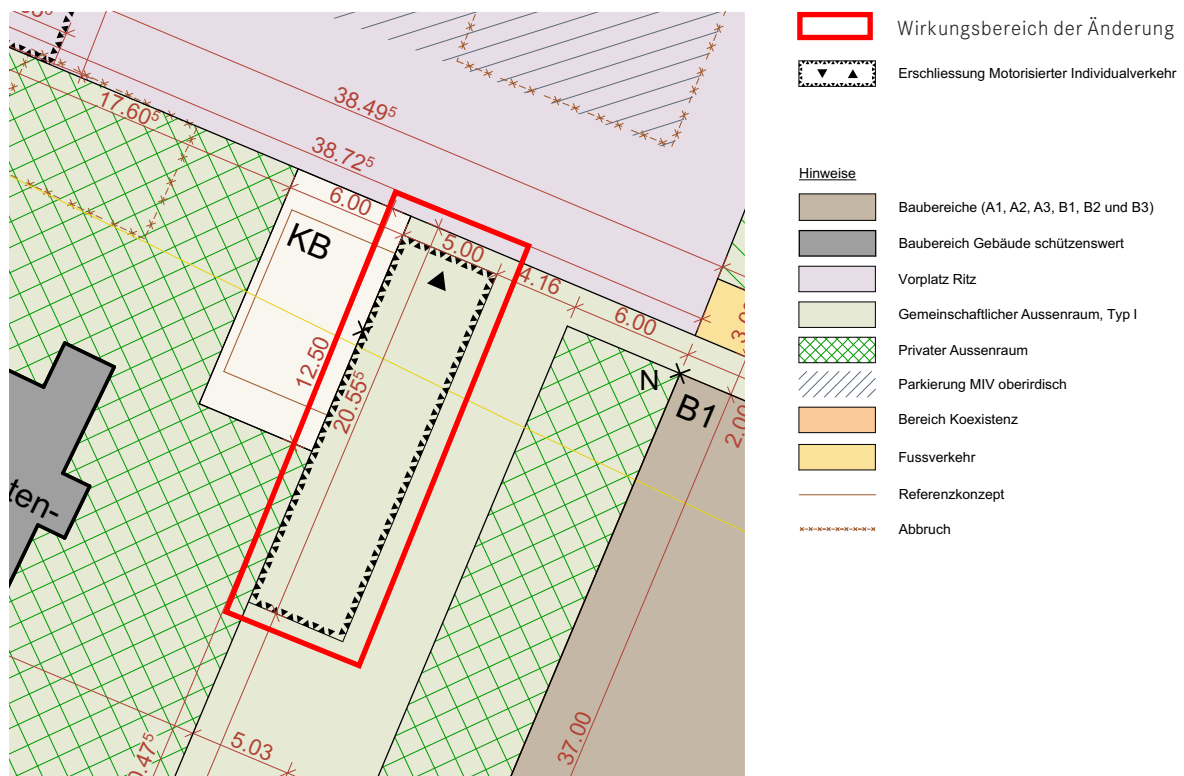 17.60⁵
38.49⁵
38.72⁵
6.00
KB
5.00
4.16
6.00
12.50
20.55⁵
N
B1
2.00
ten-
37.00
5.03
Wirkungsbereich der Änderung
Erschliessung Motorisierter Individualverkehr
Hinweise
Baubereiche (A1, A2, A3, B1, B2 und B3)
Baubereich Gebäude schützenswert
Vorplatz Ritz
Gemeinschaftlicher Aussenraum, Typ I
Privater Aussenraum
Parkierung MIV oberirdisch
Bereich Koexistenz
Fussverkehr
Referenzkonzept
Abbruch